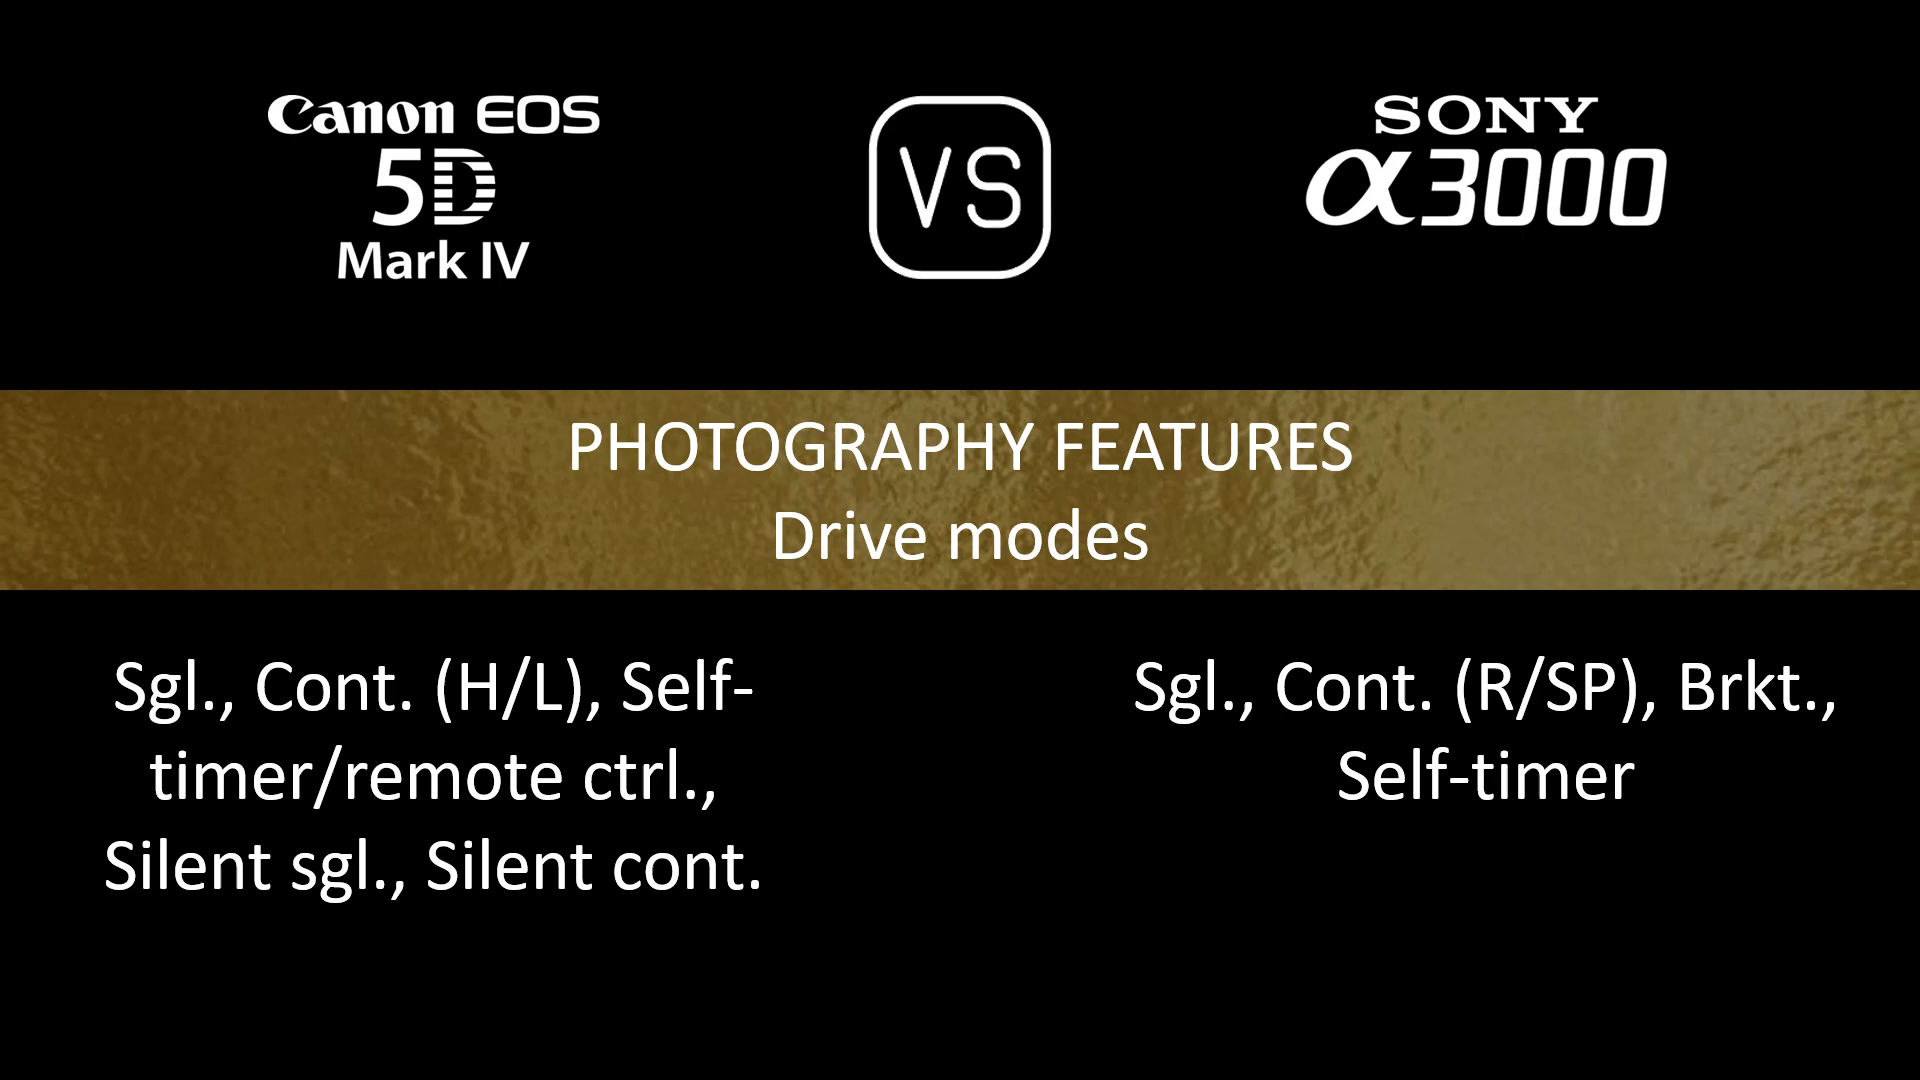 Canon EOS
5D
Mark IV
VS
SONY
α3000
PHOTOGRAPHY FEATURES
Drive modes
Sgl., Cont. (H/L), Self-
timer/remote ctrl.,
Silent sgl., Silent cont.
Sgl., Cont. (R/SP), Brkt.,
Self-timer